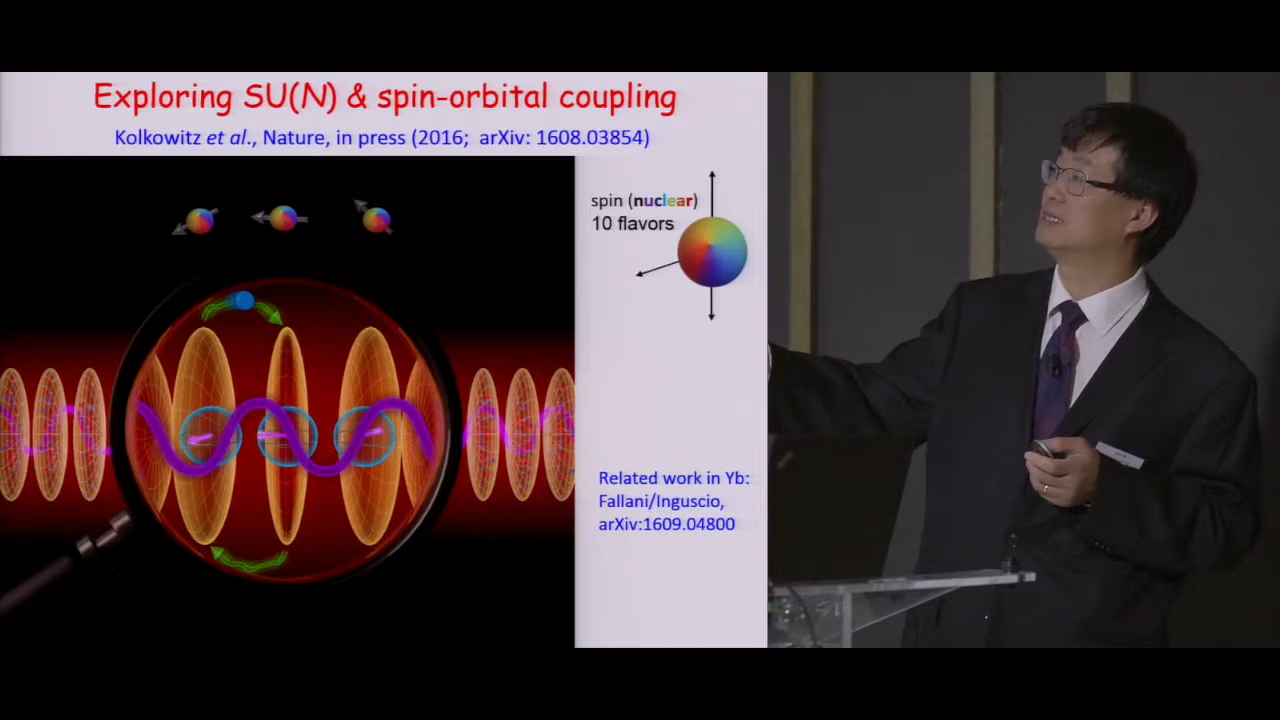 Exploring SU(N) & spin-orbital coupling
Kolkowitz et al., Nature, in press (2016; arXiv: 1608.03854)
spin (nuclear)
10 flavors
Related work in Yb:
Fallani/Inguscio,
arXiv:1609.04800